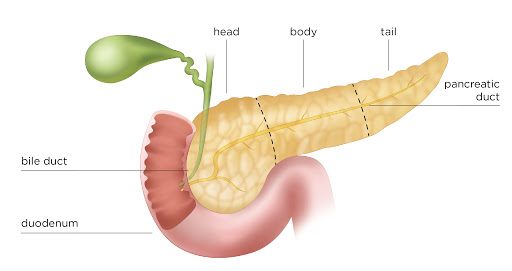 head
body
tail
pancreatic
duct
bile duct
duodenum